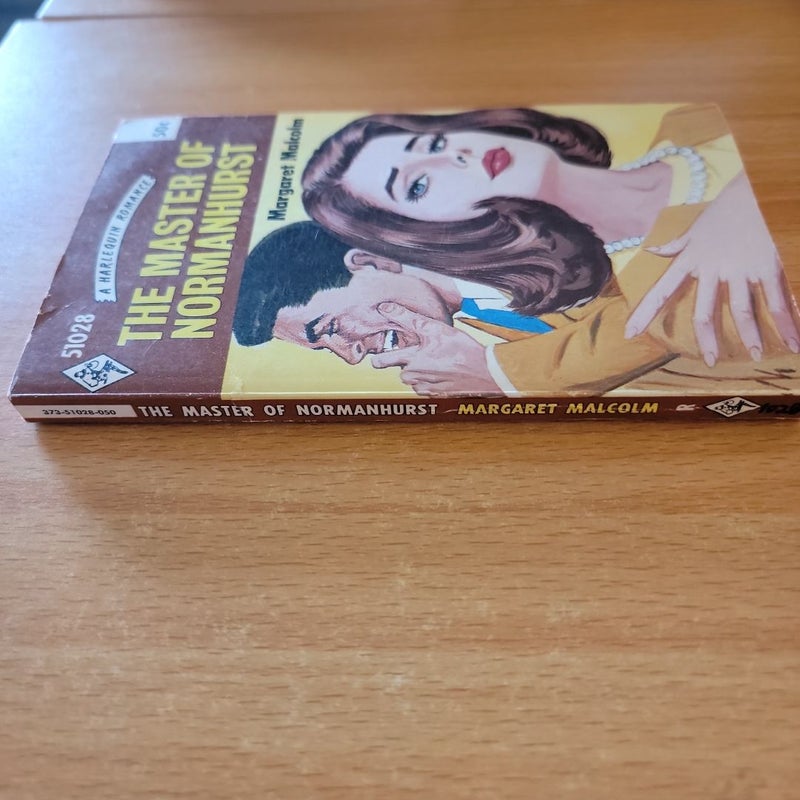 50¢
A HARLEQUIN ROMANCE
THE MASTER OF
NORMANHURST
51028
Margaret Malcolm
373-51028-050 THE MASTER OF NORMANHURST MARGARET MALCOLM R-